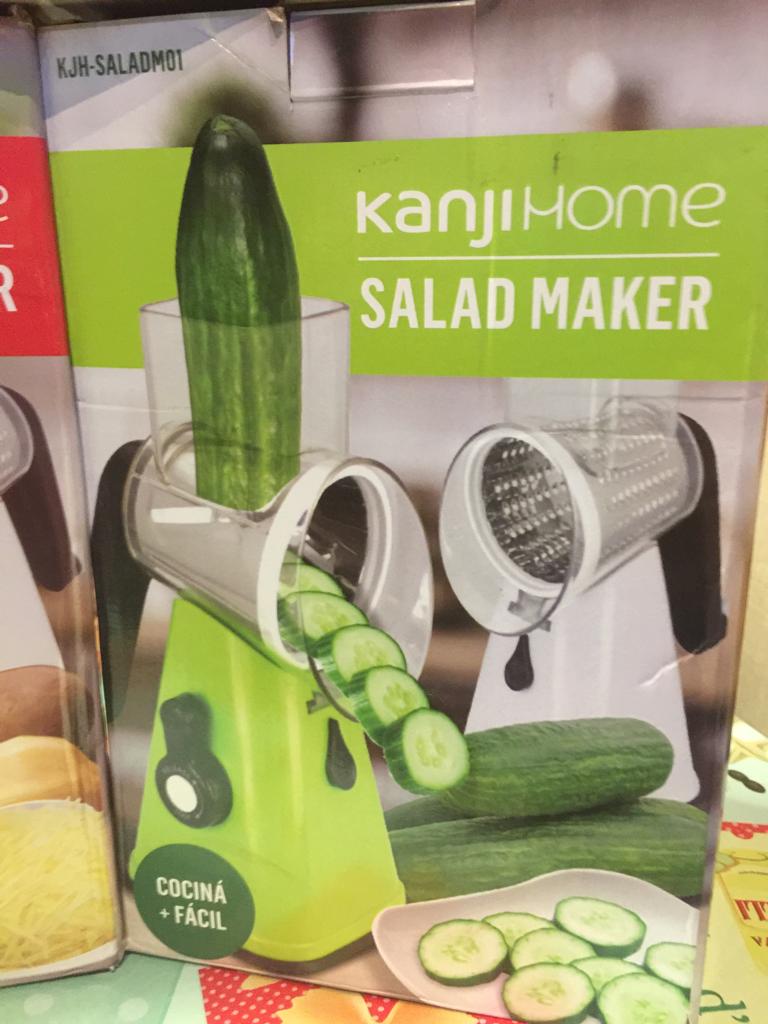 KJH-SALADM01
KanjiHome
SALAD MAKER
COCINÁ
+ FÁCIL
e
R